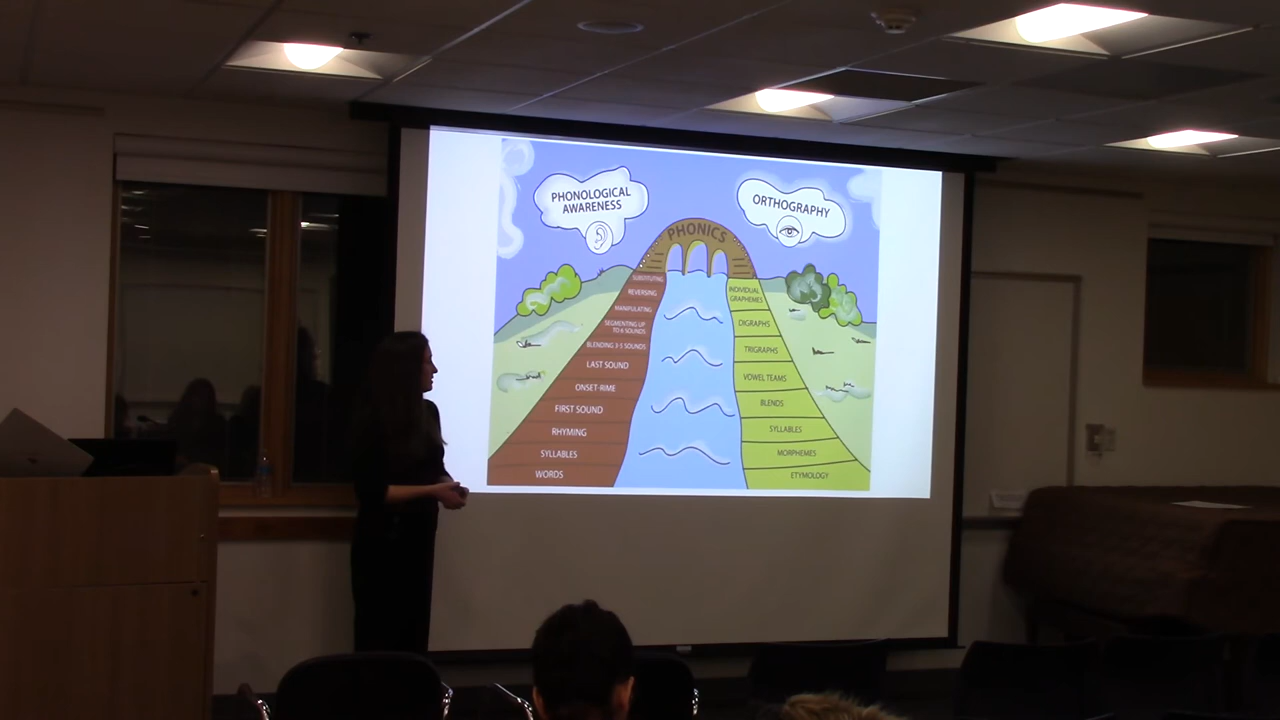 PHONOLOGICAL
AWARENESS
ORTHOGRAPHY
PHONICS
SUBSTITUTING
REVERSING
MANIPULATING
SEGMENTING UP
TO 6 SOUNDS
BLENDING 3-5 SOUNDS
LAST SOUND
ONSET-RIME
FIRST SOUND
RHYMING
SYLLABLES
WORDS
INDIVIDUAL
GRAPHEMES
DIGRAPHS
TRIGRAPHS
VOWEL TEAMS
BLENDS
SYLLABLES
MORPHEMES
ETYMOLOGY